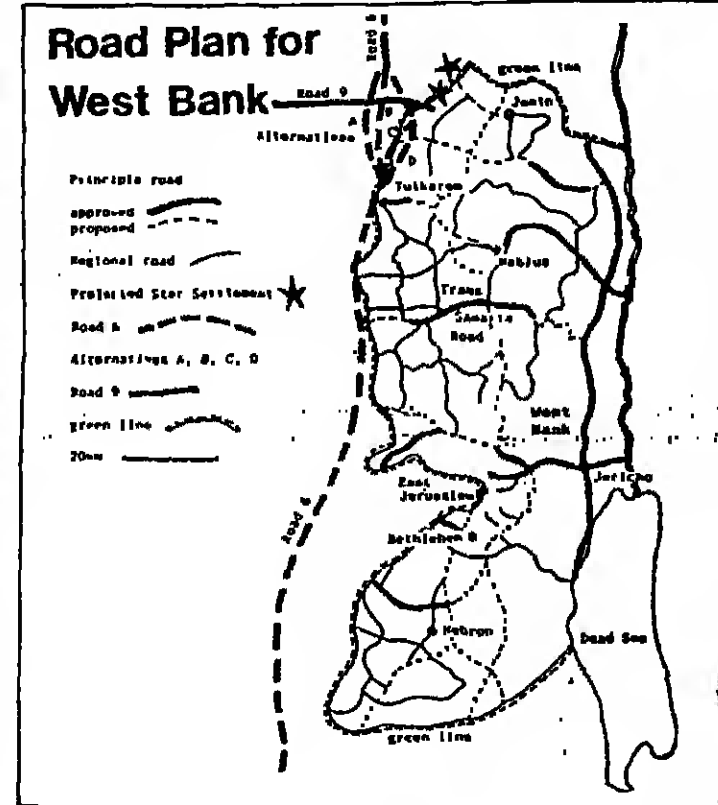 Road Plan for
West Bank
Road 6
Road 9
A
B
C
D
Alternatives
green line
Jenin
Principle road
approved
proposed
Regional road
Projected Star Settlement
Road 6
Alternatives A, B, C, D
Road 9
green line
20km
Tulkarem
Nablus
Trans
Samaria
Road
West
Bank
Jericho
East
Jerusalem
Bethlehem
Road 6
Hebron
Dead Sea
green line